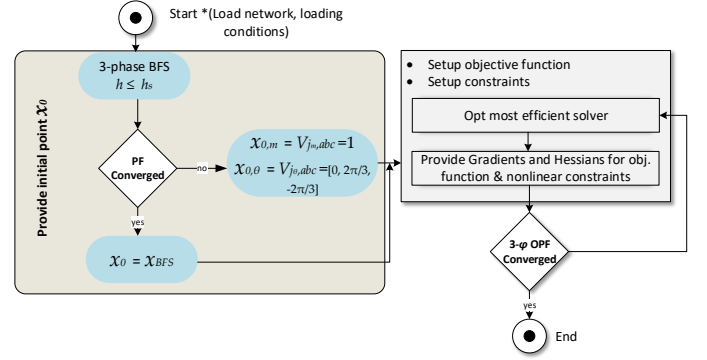 Start *(Load network, loading
conditions)
Provide initial point x₀
3-phase BFS
h ≤ hs
PF
Converged
no
yes
x₀,m = Vjm,abc=1
x₀,θ = Vjθ,abc=[0, 2π/3,
-2π/3]
x₀ = xBFS
• Setup objective function
• Setup constraints
Opt most efficient solver
Provide Gradients and Hessians for obj.
function & nonlinear constraints
3-φ OPF
Converged
yes
End